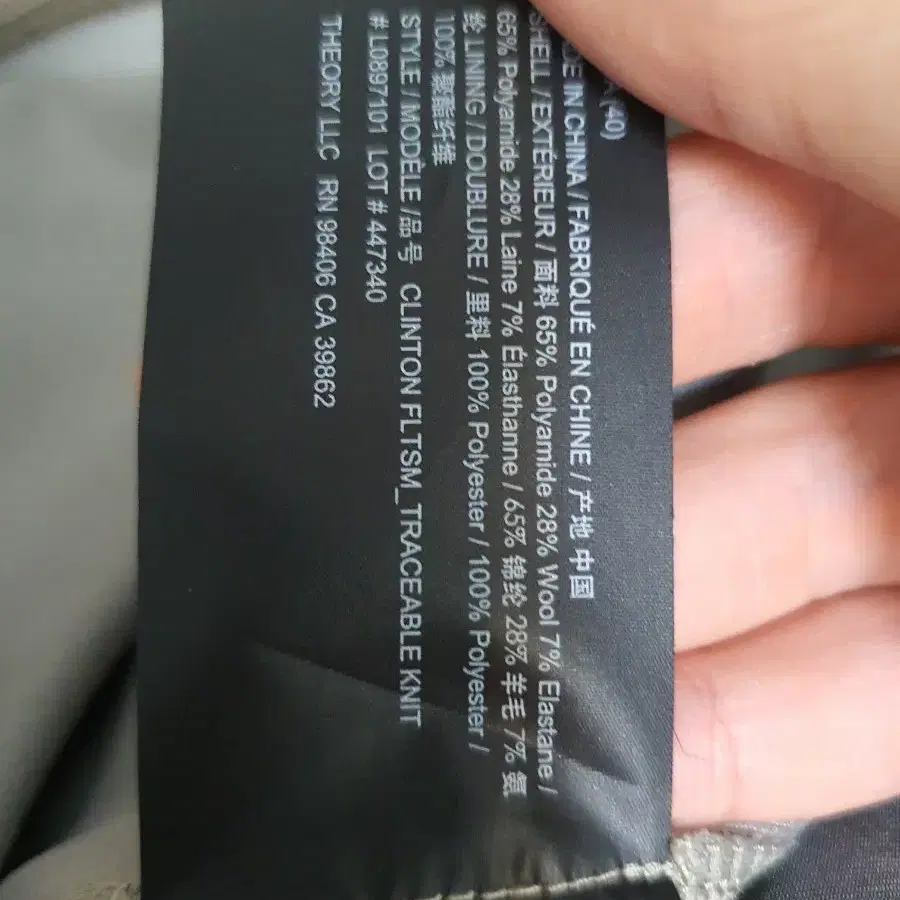 (40)
IN CHINA / FABRIQUÉ EN CHINE / 产地 中国
SHELL / EXTÉRIEUR / 面料 65% Polyamide 28% Wool 7% Elastane /
65% Polyamide 28% Laine 7% Élasthanne / 65% 锦纶 28% 羊毛 7% 氨
纶 LINING / DOUBLURE / 里料 100% Polyester / 100% Polyester /
100% 聚酯纤维
STYLE / MODÈLE / 品号 CLINTON FLTSM_TRACEABLE KNIT
# L0897101 LOT # 447340
THEORY LLC RN 98406 CA 39862